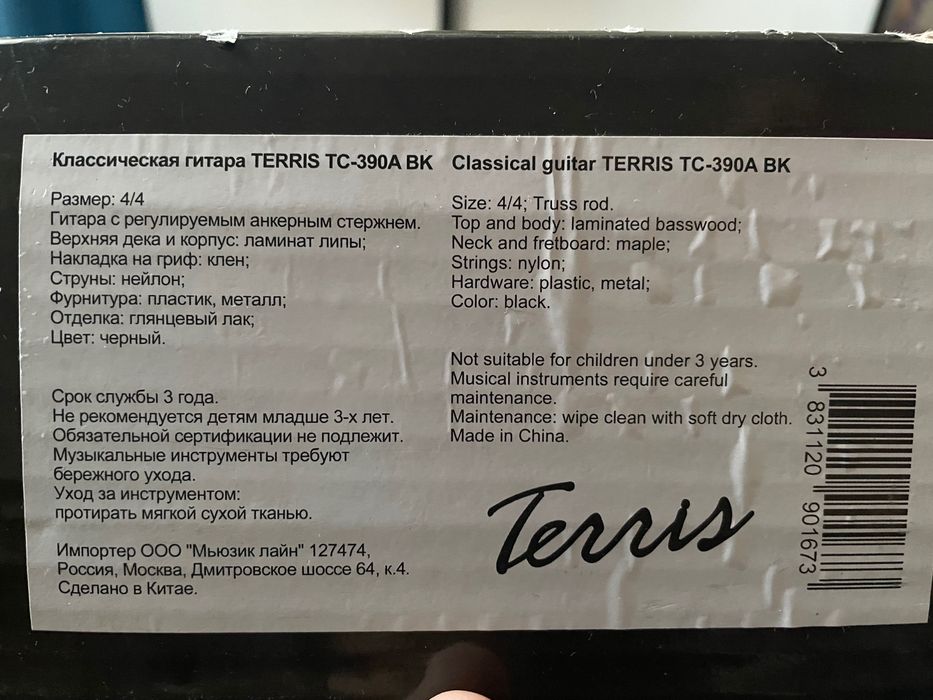 Классическая гитара TERRIS TC-390A BK
Размер: 4/4
Гитара с регулируемым анкерным стержнем.
Верхняя дека и корпус: ламинат липы;
Накладка на гриф: клен;
Струны: нейлон;
Фурнитура: пластик, металл;
Отделка: глянцевый лак;
Цвет: черный.
Срок службы 3 года.
Не рекомендуется детям младше 3-х лет.
Обязательной сертификации не подлежит.
Музыкальные инструменты требуют
бережного ухода.
Уход за инструментом:
протирать мягкой сухой тканью.
Импортер ООО "Мьюзик лайн" 127474,
Россия, Москва, Дмитровское шоссе 64, к.4.
Сделано в Китае.
Classical guitar TERRIS TC-390A BK
Size: 4/4; Truss rod.
Top and body: laminated basswood;
Neck and fretboard: maple;
Strings: nylon;
Hardware: plastic, metal;
Color: black.
Not suitable for children under 3 years.
Musical instruments require careful
maintenance.
Maintenance: wipe clean with soft dry cloth.
Made in China.
Terris
3 831120 901673